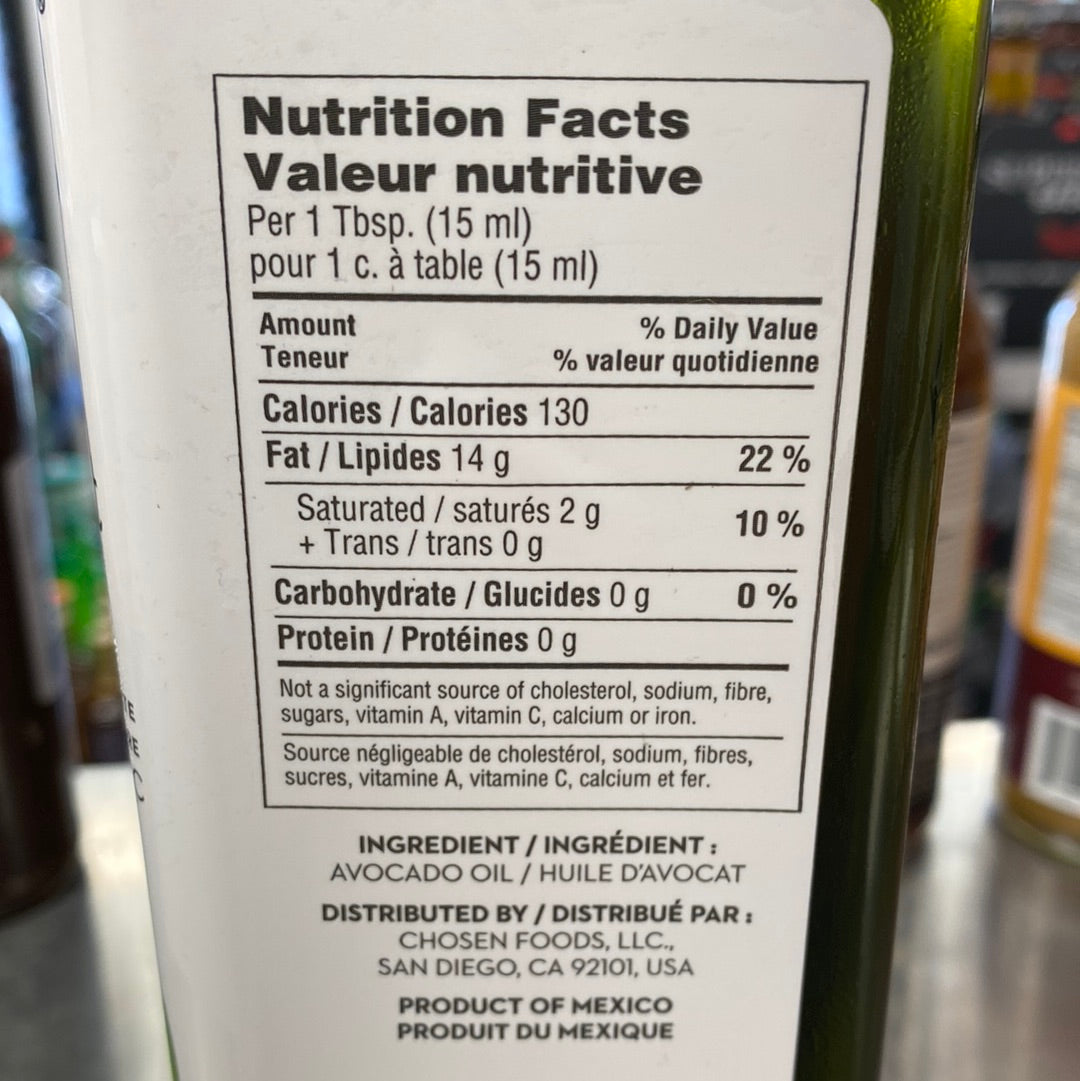 Nutrition Facts
Valeur nutritive
Per 1 Tbsp. (15 ml)
pour 1 c. à table (15 ml)
Amount % Daily Value
Teneur % valeur quotidienne
Calories / Calories 130
Fat / Lipides 14 g 22 %
Saturated / saturés 2 g
+ Trans / trans 0 g 10 %
Carbohydrate / Glucides 0 g 0 %
Protein / Protéines 0 g
Not a significant source of cholesterol, sodium, fibre,
sugars, vitamin A, vitamin C, calcium or iron.
Source négligeable de cholestérol, sodium, fibres,
sucres, vitamine A, vitamine C, calcium et fer.
INGREDIENT / INGRÉDIENT :
AVOCADO OIL / HUILE D'AVOCAT
DISTRIBUTED BY / DISTRIBUÉ PAR :
CHOSEN FOODS, LLC.,
SAN DIEGO, CA 92101, USA
PRODUCT OF MEXICO
PRODUIT DU MEXIQUE